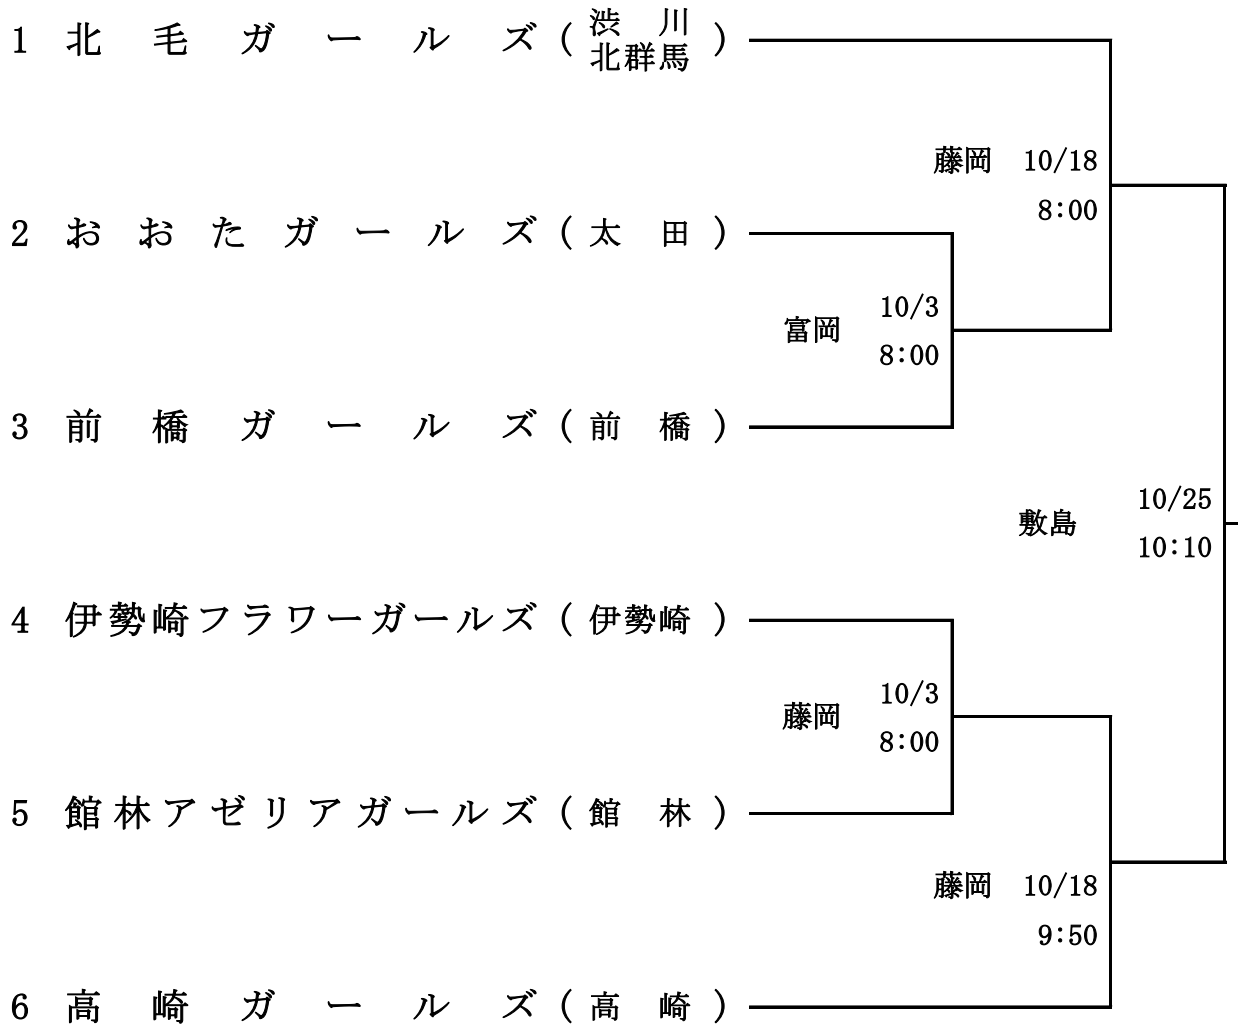 1 北毛ガールズ(渋川北群馬)
藤岡 10/18
8:00
2 おおたガールズ(太田)
富岡 10/3
8:00
3 前橋ガールズ(前橋)
敷島 10/25
10:10
4 伊勢崎フラワーガールズ(伊勢崎)
藤岡 10/3
8:00
5 館林アゼリアガールズ(館林)
藤岡 10/18
9:50
6 高崎ガールズ(高崎)